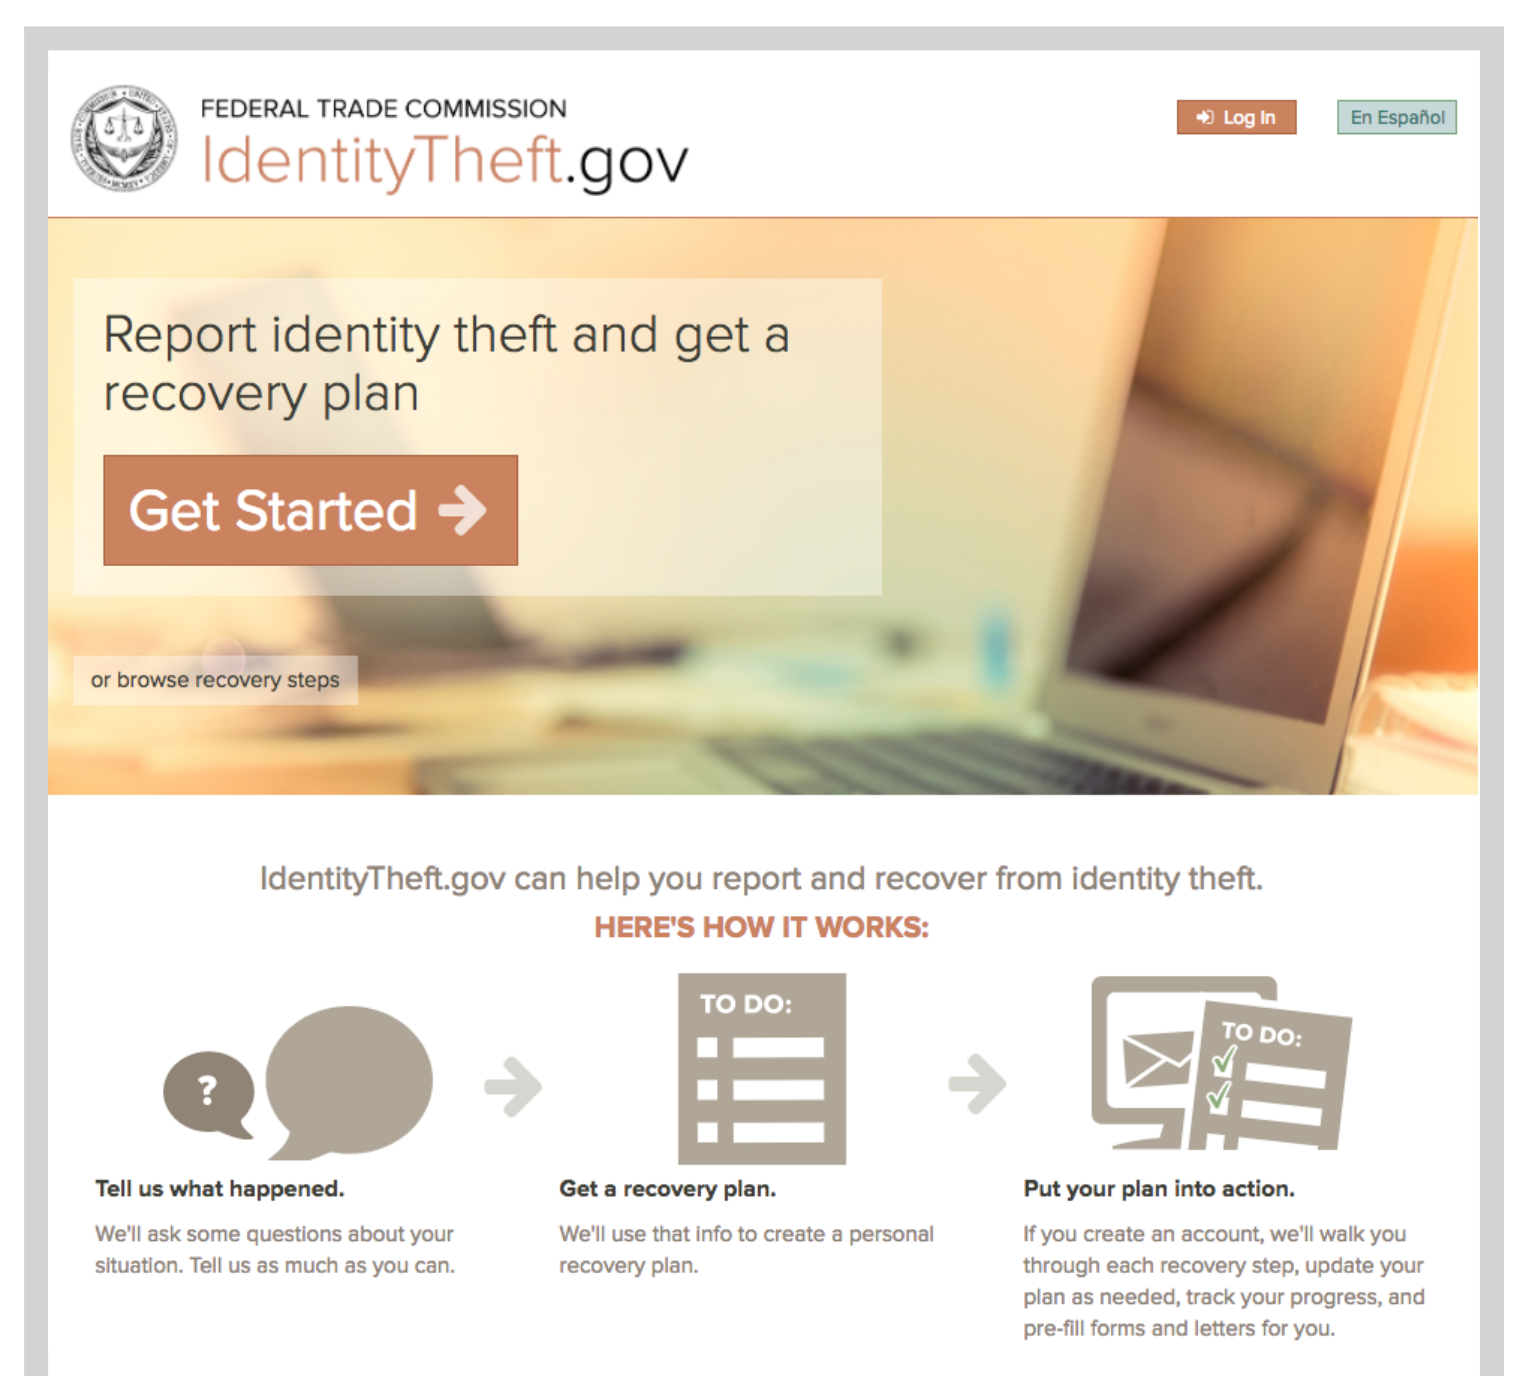 FEDERAL TRADE COMMISSION
IdentityTheft.gov
Log In
En Español
Report identity theft and get a
recovery plan
Get Started
or browse recovery steps
IdentityTheft.gov can help you report and recover from identity theft.
HERE'S HOW IT WORKS:
?
TO DO:
TO DO:
Tell us what happened.
We'll ask some questions about your
situation. Tell us as much as you can.
Get a recovery plan.
We'll use that info to create a personal
recovery plan.
Put your plan into action.
If you create an account, we'll walk you
through each recovery step, update your
plan as needed, track your progress, and
pre-fill forms and letters for you.